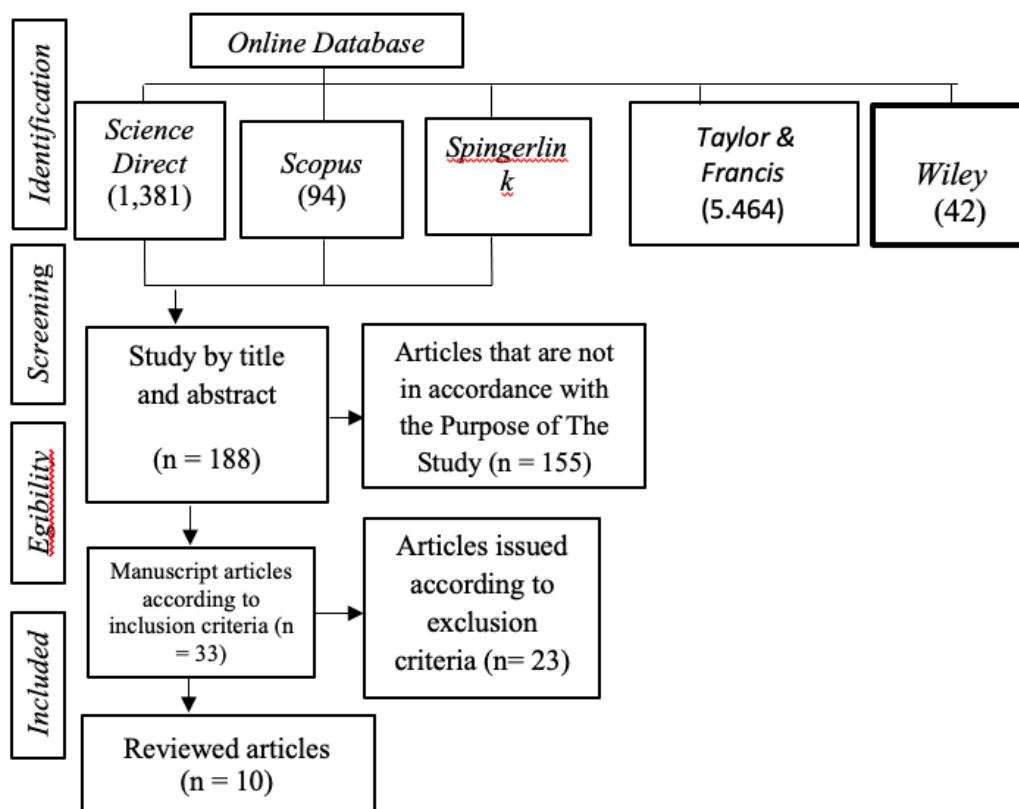 Online Database
Identification
Science
Direct
(1,381)
Scopus
(94)
Spingerlin
k
Taylor &
Francis
(5.464)
Wiley
(42)
Screening
Study by title
and abstract
(n = 188)
Articles that are not
in accordance with
the Purpose of The
Study (n = 155)
Egibility
Manuscript articles
according to
inclusion criteria (n
= 33)
Articles issued
according to
exclusion
criteria (n= 23)
Included
Reviewed articles
(n = 10)